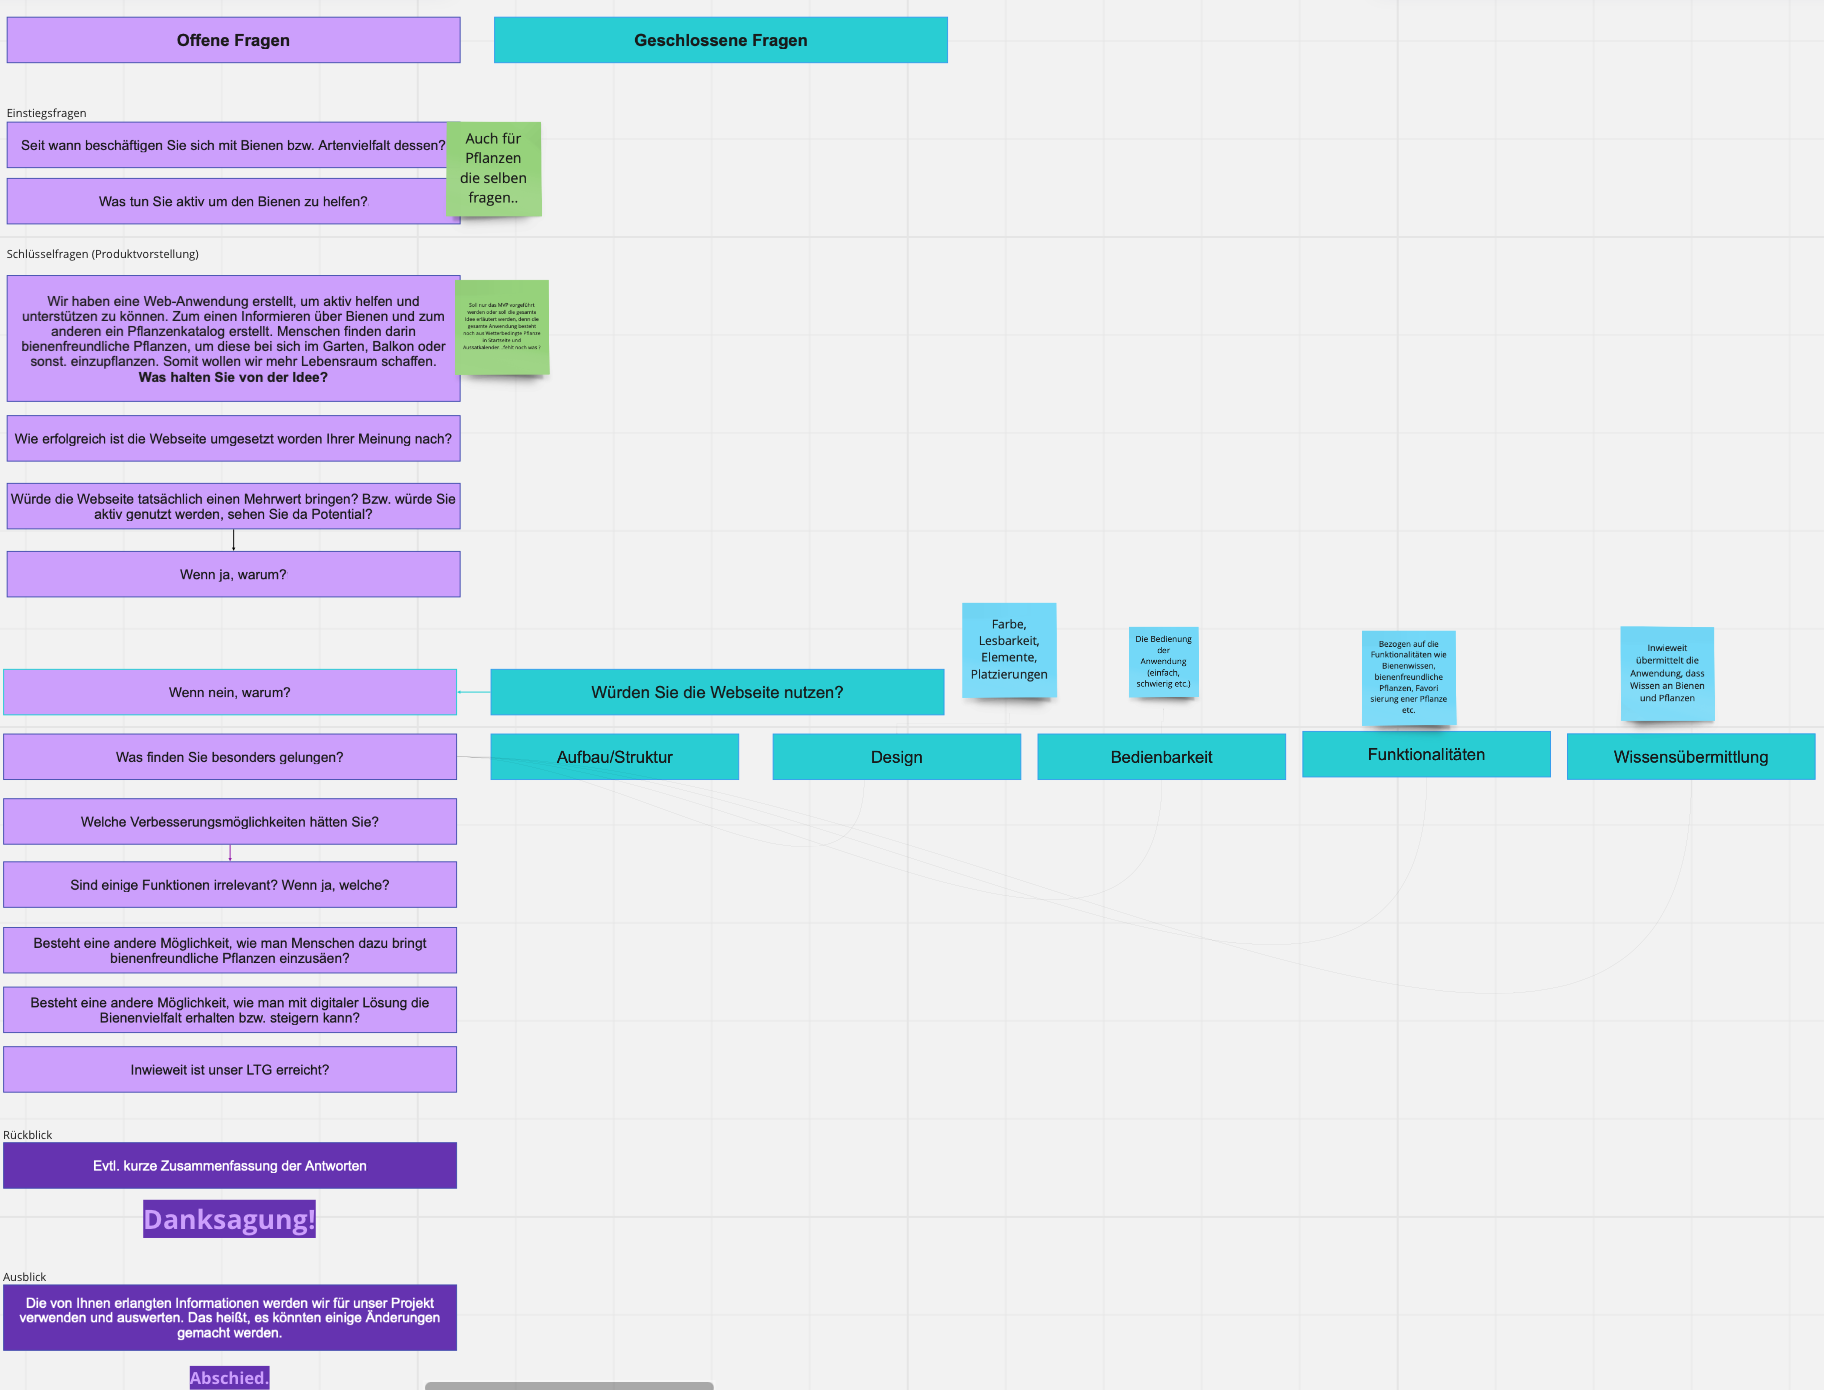 Offene Fragen
Geschlossene Fragen
Einstiegsfragen
Seit wann beschäftigen Sie sich mit Bienen bzw. Artenvielfalt dessen?
Was tun Sie aktiv um den Bienen zu helfen?
Auch für
Pflanzen
die selben
fragen..
Schlüsselfragen (Produktvorstellung)
Wir haben eine Web-Anwendung erstellt, um aktiv helfen und
unterstützen zu können. Zum einen Informieren über Bienen und zum
anderen ein Pflanzenkatalog erstellt. Menschen finden darin
bienenfreundliche Pflanzen, um diese bei sich im Garten, Balkon oder
sonst. einzupflanzen. Somit wollen wir mehr Lebensraum schaffen.
Was halten Sie von der Idee?
Soll nur das MVP vorgeführt
werden oder soll die gesamte
Idee erläutert werden, denn die
gesamte Anwendung besteht
noch aus Wetterbedingte Pflanze
in Startseite und
Aussatkalender.. fehlt noch was ?
Wie erfolgreich ist die Webseite umgesetzt worden Ihrer Meinung nach?
Würde die Webseite tatsächlich einen Mehrwert bringen? Bzw. würde Sie
aktiv genutzt werden, sehen Sie da Potential?
Wenn ja, warum?
Wenn nein, warum?
Würden Sie die Webseite nutzen?
Farbe,
Lesbarkeit,
Elemente,
Platzierungen
Die Bedienung
der
Anwendung
(einfach,
schwierig etc.)
Bezogen auf die
Funktionalitäten wie
Bienenwissen,
bienenfreundliche
Pflanzen, Favori
sierung ener Pflanze
etc.
Inwieweit
übermittelt die
Anwendung, dass
Wissen an Bienen
und Pflanzen
Was finden Sie besonders gelungen?
Aufbau/Struktur
Design
Bedienbarkeit
Funktionalitäten
Wissensübermittlung
Welche Verbesserungsmöglichkeiten hätten Sie?
Sind einige Funktionen irrelevant? Wenn ja, welche?
Besteht eine andere Möglichkeit, wie man Menschen dazu bringt
bienenfreundliche Pflanzen einzusäen?
Besteht eine andere Möglichkeit, wie man mit digitaler Lösung die
Bienenvielfalt erhalten bzw. steigern kann?
Inwieweit ist unser LTG erreicht?
Rückblick
Evtl. kurze Zusammenfassung der Antworten
Danksagung!
Ausblick
Die von Ihnen erlangten Informationen werden wir für unser Projekt
verwenden und auswerten. Das heißt, es könnten einige Änderungen
gemacht werden.
Abschied.